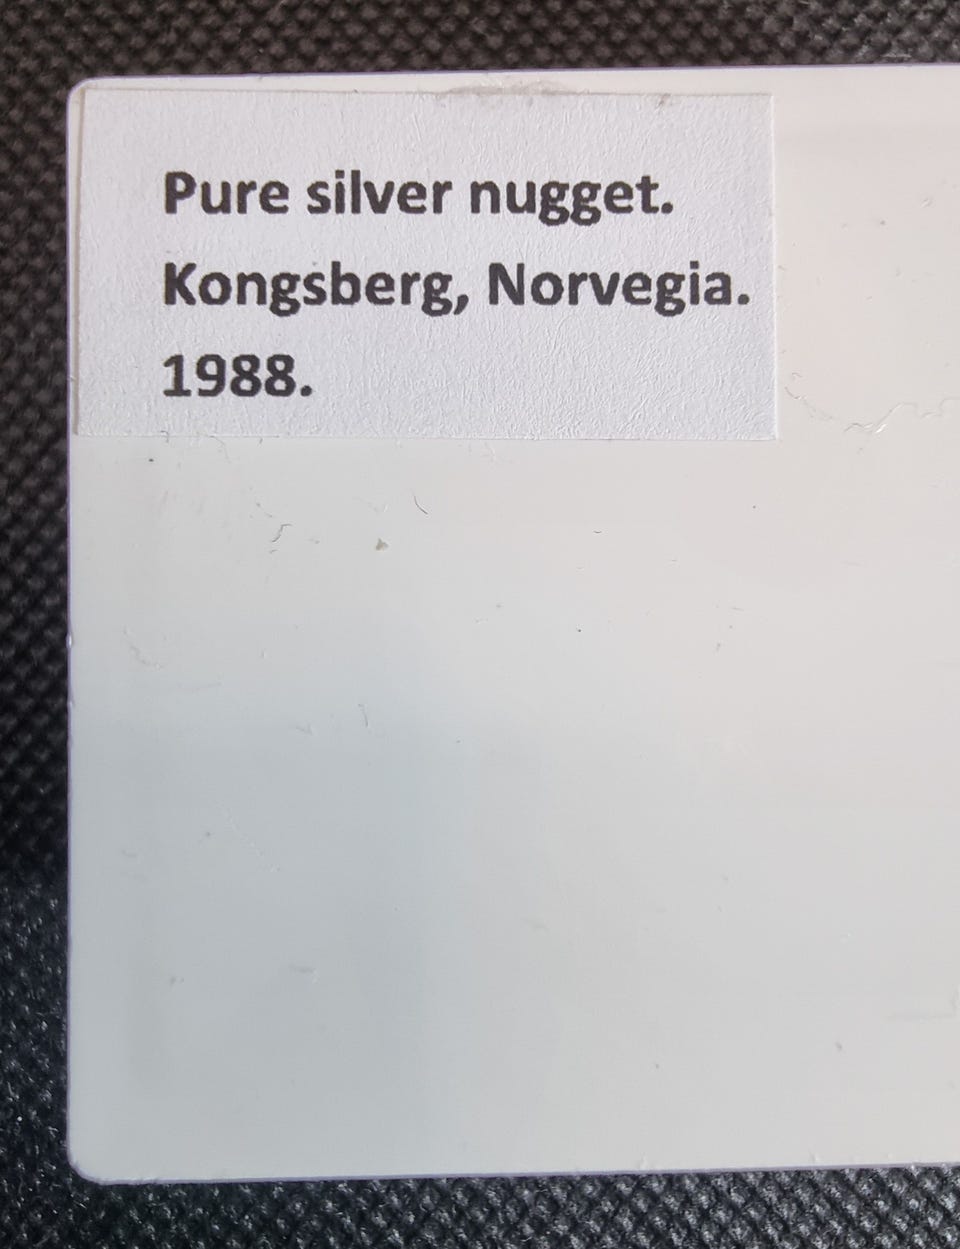 Pure silver nugget.
Kongsberg, Norvegia.
1988.